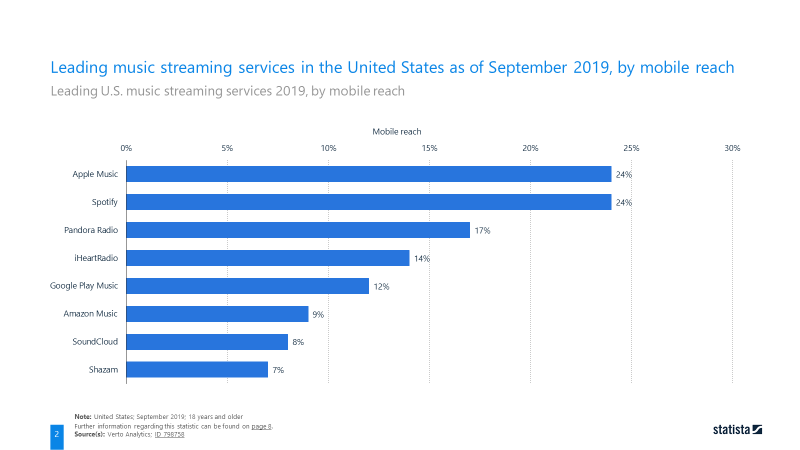 Leading music streaming services in the United States as of September 2019, by mobile reach
Leading U.S. music streaming services 2019, by mobile reach
Mobile reach
0% 5% 10% 15% 20% 25% 30%
Apple Music 24%
Spotify 24%
Pandora Radio 17%
iHeartRadio 14%
Google Play Music 12%
Amazon Music 9%
SoundCloud 8%
Shazam 7%
Note: United States; September 2019; 18 years and older
Further information regarding this statistic can be found on page 8.
Source(s): Verto Analytics; ID 798758
2
statista